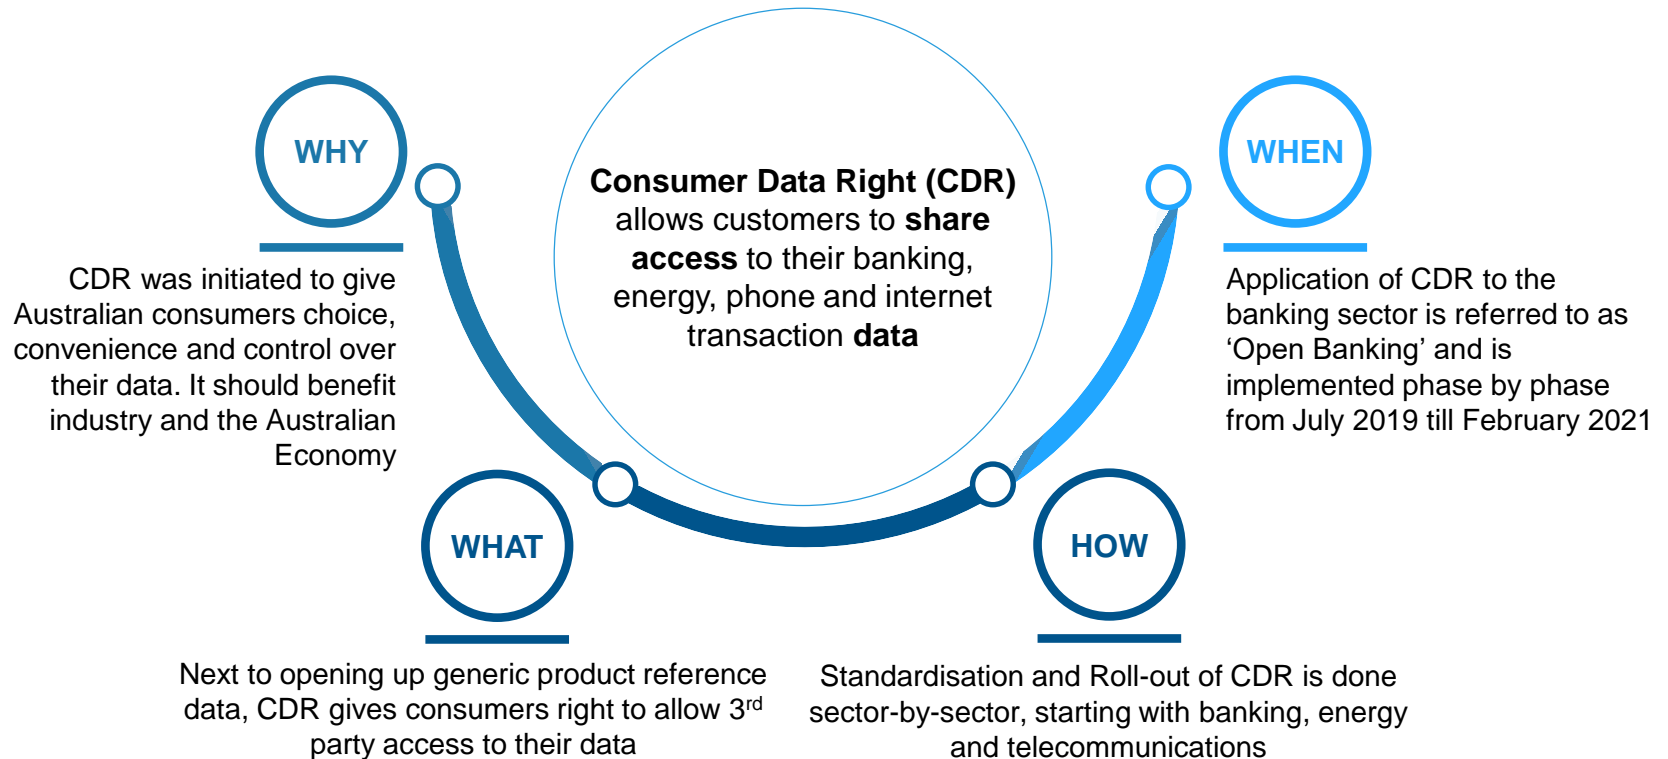 Consumer Data Right (CDR)
allows customers to share
access to their banking,
energy, phone and internet
transaction data
WHY
CDR was initiated to give
Australian consumers choice,
convenience and control over
their data. It should benefit
industry and the Australian
Economy
WHAT
Next to opening up generic product reference
data, CDR gives consumers right to allow 3rd
party access to their data
HOW
Standardisation and Roll-out of CDR is done
sector-by-sector, starting with banking, energy
and telecommunications
WHEN
Application of CDR to the
banking sector is referred to as
‘Open Banking’ and is
implemented phase by phase
from July 2019 till February 2021